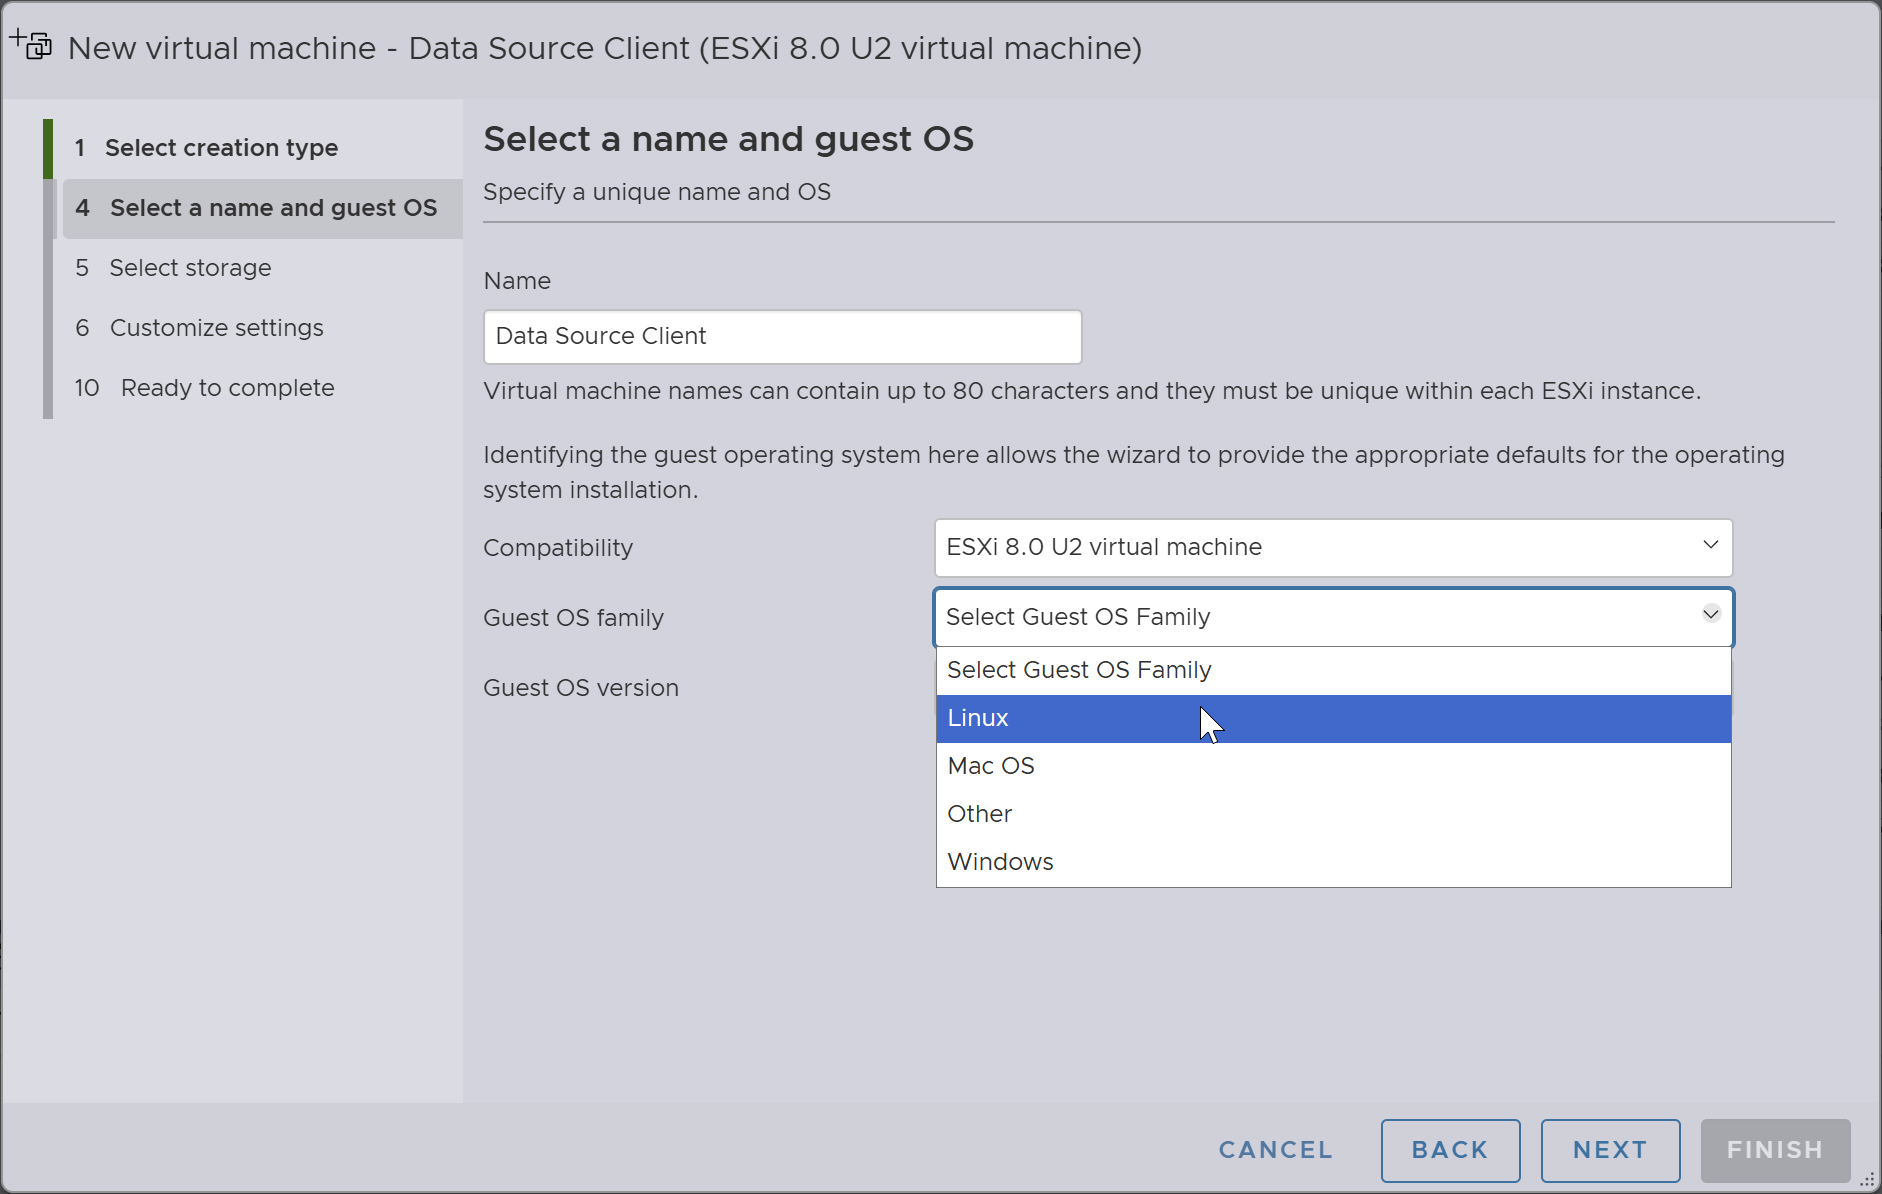 New virtual machine - Data Source Client (ESXi 8.0 U2 virtual machine)
1 Select creation type
4 Select a name and guest OS
5 Select storage
6 Customize settings
10 Ready to complete
Select a name and guest OS
Specify a unique name and OS
Name
Data Source Client
Virtual machine names can contain up to 80 characters and they must be unique within each ESXi instance.
Identifying the guest operating system here allows the wizard to provide the appropriate defaults for the operating
system installation.
Compatibility
ESXi 8.0 U2 virtual machine
Guest OS family
Select Guest OS Family
Guest OS version
Select Guest OS Family
Linux
Mac OS
Other
Windows
CANCEL
BACK
NEXT
FINISH